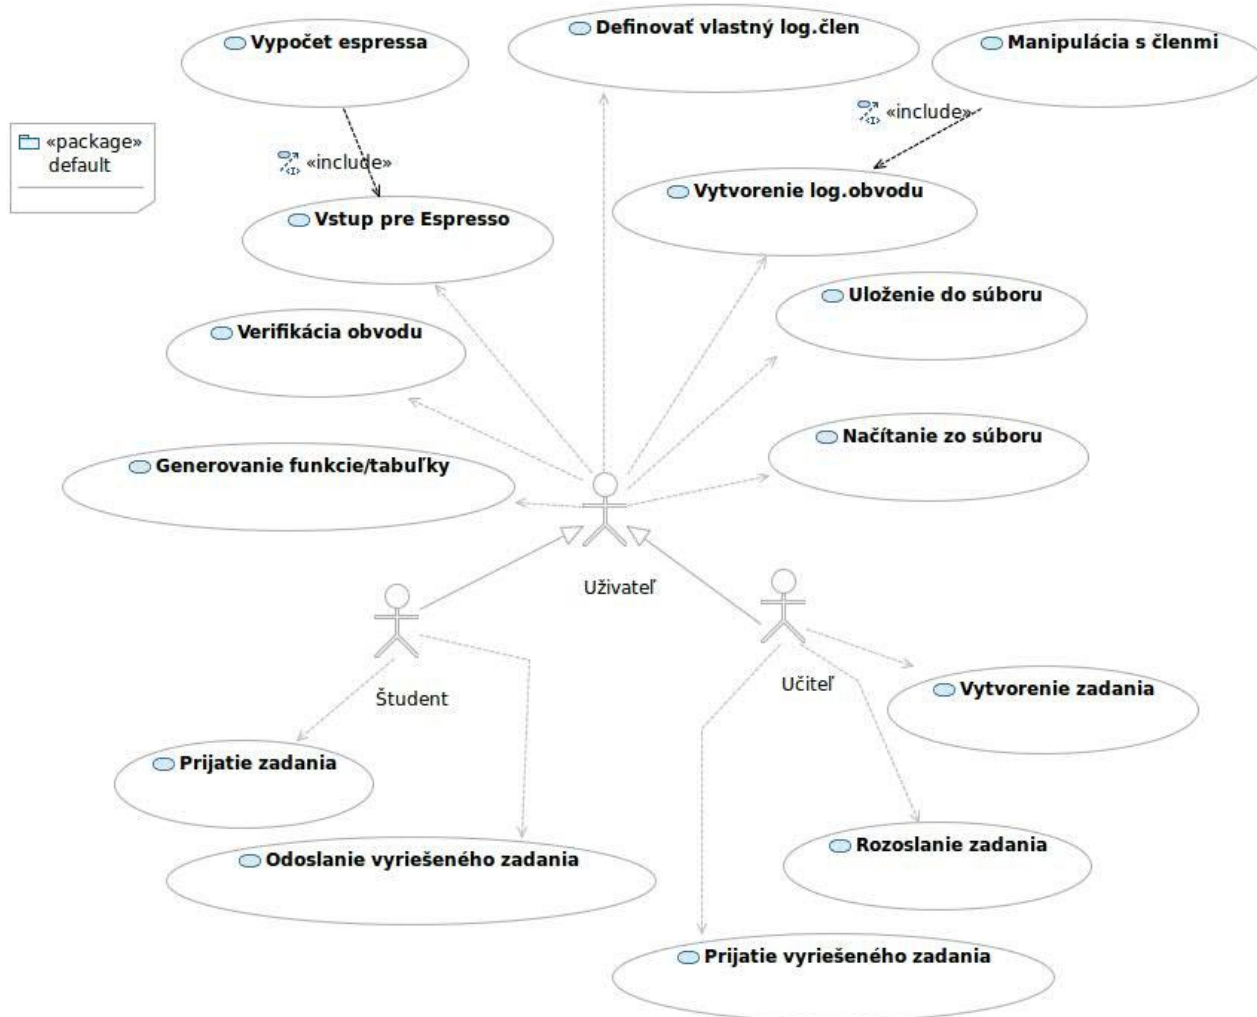 Definovať vlastný log.člen
Vypočet espressa
Manipulácia s členmi
«include»
«package»
default
«include»
Vytvorenie log.obvodu
Vstup pre Espresso
Uloženie do súboru
Verifikácia obvodu
Načítanie zo súboru
Generovanie funkcie/tabuľky
Uživateľ
Učiteľ
Študent
Vytvorenie zadania
Prijatie zadania
Rozoslanie zadania
Odoslanie vyriešeného zadania
Prijatie vyriešeného zadania